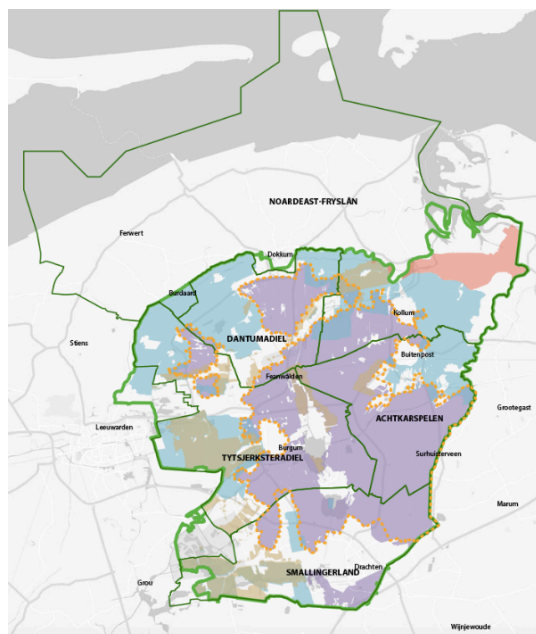 NOARDEAST-FRYSLÂN
Ferwert
Dokkum
Burdaard
Kollum
Stiens
DANTUMADIEL
Buitenpost
Feanwâlden
Grootegast
ACHTKARSPELEN
Leeuwarden
Burgum
Surhuisterveen
TYTSJERKSTERADIEL
Marum
Drachten
SMALLINGERLAND
Grou
Wijnjewoude